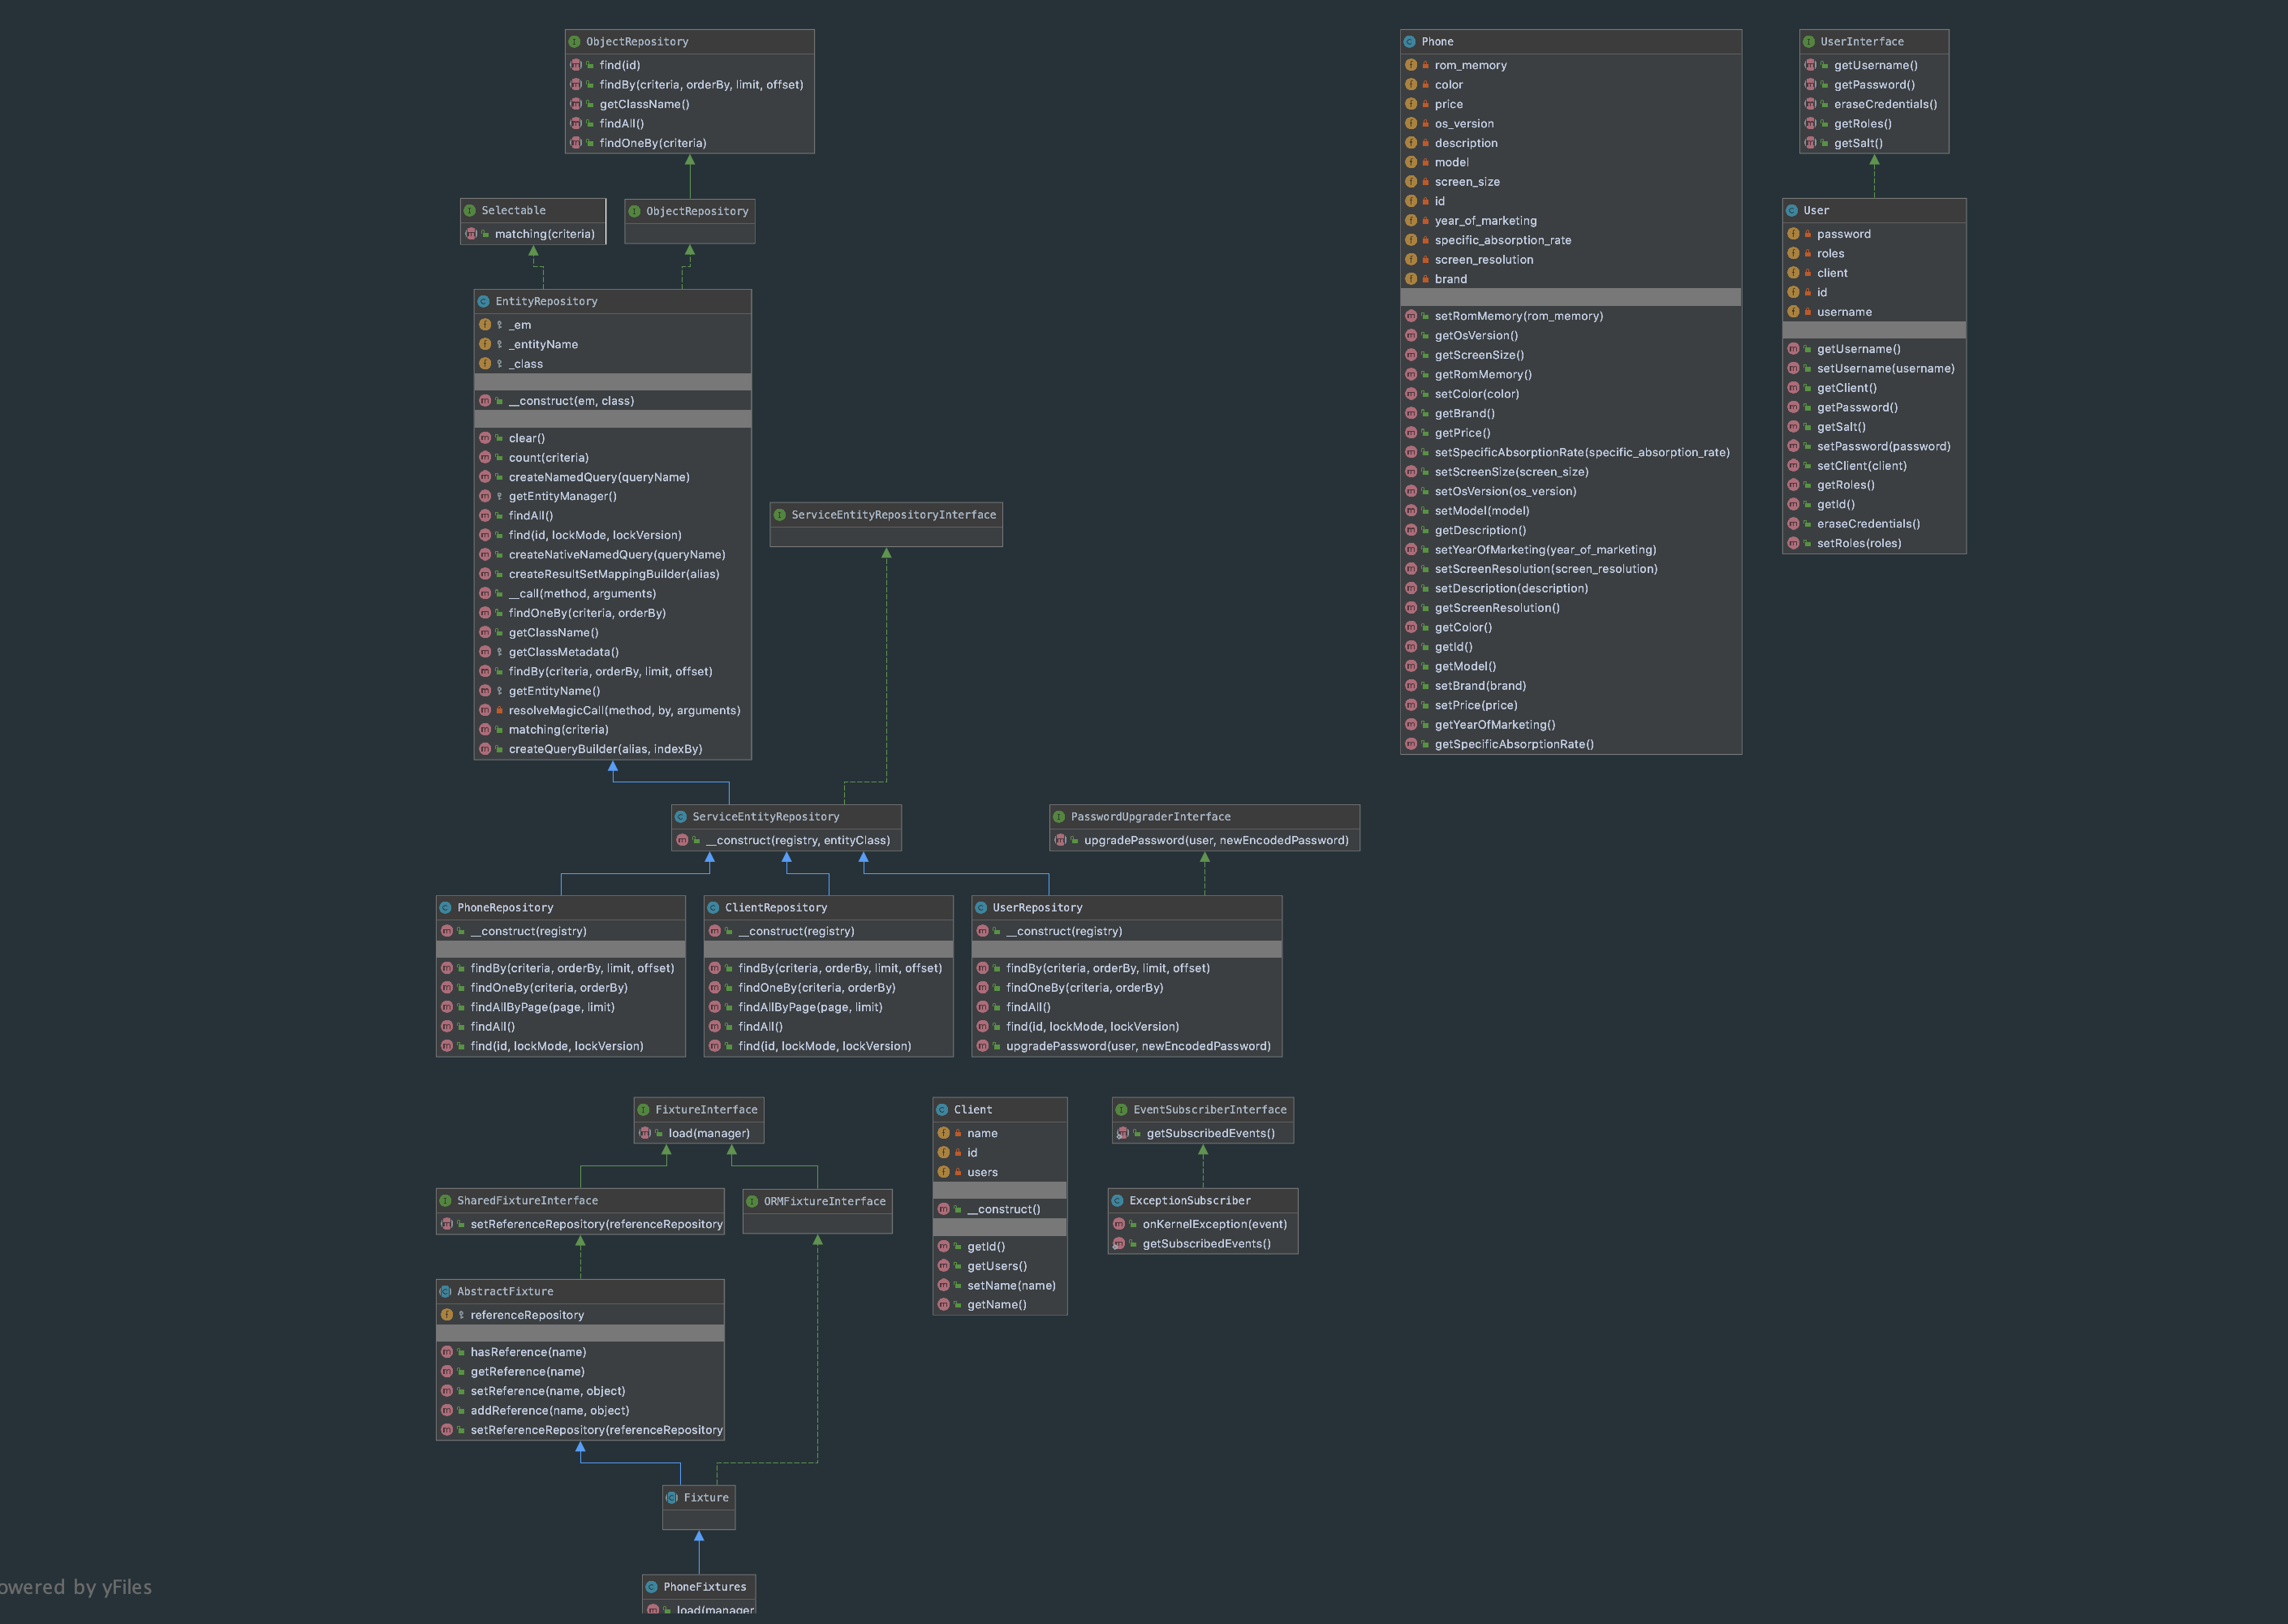 ObjectRepository
find(id)
findBy(criteria, orderBy, limit, offset)
getClassName()
findAll()
findOneBy(criteria)
Selectable
matching(criteria)
ObjectRepository
EntityRepository
_em
_entityName
_class
__construct(em, class)
clear()
count(criteria)
createNamedQuery(queryName)
getEntityManager()
findAll()
find(id, lockMode, lockVersion)
createNativeNamedQuery(queryName)
createResultSetMappingBuilder(alias)
__call(method, arguments)
findOneBy(criteria, orderBy)
getClassName()
getClassMetadata()
findBy(criteria, orderBy, limit, offset)
getEntityName()
resolveMagicCall(method, by, arguments)
matching(criteria)
createQueryBuilder(alias, indexBy)
ServiceEntityRepositoryInterface
ServiceEntityRepository
__construct(registry, entityClass)
PasswordUpgraderInterface
upgradePassword(user, newEncodedPassword)
PhoneRepository
__construct(registry)
findBy(criteria, orderBy, limit, offset)
findOneBy(criteria, orderBy)
findAllByPage(page, limit)
findAll()
find(id, lockMode, lockVersion)
ClientRepository
__construct(registry)
findBy(criteria, orderBy, limit, offset)
findOneBy(criteria, orderBy)
findAllByPage(page, limit)
findAll()
find(id, lockMode, lockVersion)
UserRepository
__construct(registry)
findBy(criteria, orderBy, limit, offset)
findOneBy(criteria, orderBy)
findAll()
find(id, lockMode, lockVersion)
upgradePassword(user, newEncodedPassword)
Phone
rom_memory
color
price
os_version
description
model
screen_size
id
year_of_marketing
specific_absorption_rate
screen_resolution
brand
setRomMemory(rom_memory)
getOsVersion()
getScreenSize()
getRomMemory()
setColor(color)
getBrand()
getPrice()
setSpecificAbsorptionRate(specific_absorption_rate)
setScreenSize(screen_size)
setOsVersion(os_version)
setModel(model)
getDescription()
setYearOfMarketing(year_of_marketing)
setScreenResolution(screen_resolution)
setDescription(description)
getScreenResolution()
getColor()
getId()
getModel()
setBrand(brand)
setPrice(price)
getYearOfMarketing()
getSpecificAbsorptionRate()
UserInterface
getUsername()
getPassword()
eraseCredentials()
getRoles()
getSalt()
User
password
roles
client
id
username
getUsername()
setUsername(username)
getClient()
getPassword()
getSalt()
setPassword(password)
setClient(client)
getRoles()
getId()
eraseCredentials()
setRoles(roles)
FixtureInterface
load(manager)
SharedFixtureInterface
setReferenceRepository(referenceRepository
ORMFixtureInterface
AbstractFixture
referenceRepository
hasReference(name)
getReference(name)
setReference(name, object)
addReference(name, object)
setReferenceRepository(referenceRepository
Fixture
PhoneFixtures
load(manager
Client
name
id
users
__construct()
getId()
getUsers()
setName(name)
getName()
EventSubscriberInterface
getSubscribedEvents()
ExceptionSubscriber
onKernelException(event)
getSubscribedEvents()
owered by yFiles